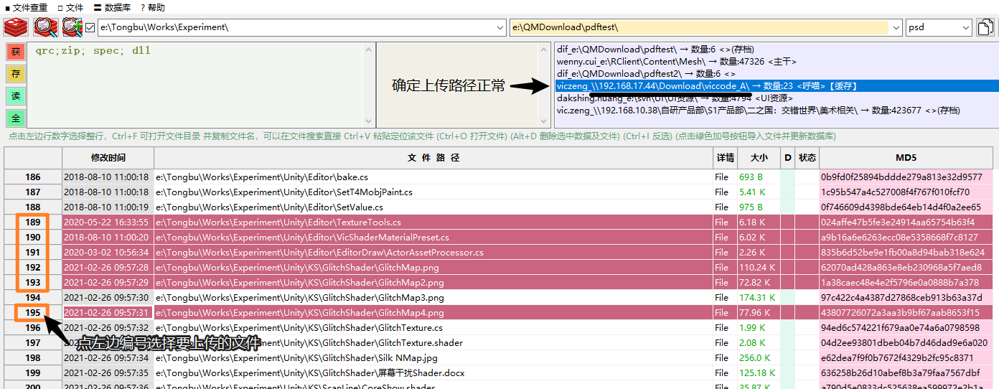 ■ 文件查重 □ 文件 〓 数据库 ? 帮助
e:\Tongbu\Works\Experiment\ e:\QMDownload\pdftest\ psd
获 qrc;zip; spec; dll
存
读
全
确定上传路径正常
dif_e:\QMDownload\pdftest\ → 数量:6 <>(存档)
wenny.cui_e:\RClient\Content\Mesh\ → 数量:47326 <主干>
dif_e:\QMDownload\pdftest2\ → 数量:6 <>
viczeng_\\192.168.17.44\Download\viccode_A\ → 数量:23 <呼喵>【缓存】
dakshing.huang_e:\svn\UI\UI资源\ → 数量:4794 <UI资源>
vic.zeng_\\192.168.10.38\自研产品部\S1产品部\二之国：交错世界\美术相关\ → 数量:423677 <>(存档)
点击左边行数字选择整行，Ctrl+F 可打开文件目录 并复制文件名，可以在文件搜索直接 Ctrl+V 粘贴定位该文件 (Ctrl+O 打开文件) (Alt+D 删除选中数据及文件) (Ctrl+I 反选) (点击绿色加号按钮导入文件并更新数据库)
修改时间 文 件 路 径 详情 大小 D 状态 MD5
186 2018-08-10 11:00:18 e:\Tongbu\Works\Experiment\Unity\Editor\bake.cs File 693 B 0b9fd0f25894bddde279a813e32d9577
187 2018-08-10 11:00:18 e:\Tongbu\Works\Experiment\Unity\Editor\SetT4MobjPaint.cs File 5.41 K 1c95b547a4c527008f4f767f010fcf70
188 2018-08-10 11:00:19 e:\Tongbu\Works\Experiment\Unity\Editor\SetValue.cs File 975 B 0f746609d4398bde64eb14d4f0a2ee65
189 2020-05-22 16:33:55 e:\Tongbu\Works\Experiment\Unity\Editor\TextureTools.cs File 6.18 K 024affe47b5fe3e24914aa65754b63f4
190 2018-08-10 11:00:20 e:\Tongbu\Works\Experiment\Unity\Editor\VicShaderMaterialPreset.cs File 6.02 K a9b16a6e6263ecc08e5358668f7c8127
191 2020-03-02 10:56:34 e:\Tongbu\Works\Experiment\Unity\Editor\EditorDraw\ActorAssetProcessor.cs File 2.26 K 835b6d52be9e1fb00a8d94bab318e624
192 2021-02-26 09:57:28 e:\Tongbu\Works\Experiment\Unity\KS\GlitchShader\GlitchMap.png File 110.24 K 62070ad428a863e8eb230968a5f7aed8
193 2021-02-26 09:57:29 e:\Tongbu\Works\Experiment\Unity\KS\GlitchShader\GlitchMap2.png File 72.82 K 1a38caec48e4e2f5796e0a0888b7a378
194 2021-02-26 09:57:30 e:\Tongbu\Works\Experiment\Unity\KS\GlitchShader\GlitchMap3.png File 174.31 K 97c422c4a4387d27868ceb913b63a37d
195 2021-02-26 09:57:31 e:\Tongbu\Works\Experiment\Unity\KS\GlitchShader\GlitchMap4.png File 77.96 K 43807726072a3aa3b9bf67aab8653f15
196 2021-02-26 09:57:32 e:\Tongbu\Works\Experiment\Unity\KS\GlitchShader\GlitchTexture.cs File 1.99 K 94ed6c574221f679aa0e74a6a0798598
点左边编号选择要上传的文件
197 2021-02-26 09:57:33 e:\Tongbu\Works\Experiment\Unity\KS\GlitchShader\GlitchTexture.shader File 2.08 K 04d2ee93801dbeb04b7d46dad9e6a020
198 2021-02-26 09:57:34 e:\Tongbu\Works\Experiment\Unity\KS\GlitchShader\Silk NMap.jpg File 256.0 K e62dea7f9f0b7672f4329b2fc95c8371
199 2021-02-26 09:57:35 e:\Tongbu\Works\Experiment\Unity\KS\GlitchShader\屏幕干扰Shader.docx File 125.18 K 636258b26d10abef8b3a79faa7567dbf
200 2021-02-26 09:57:36 e:\Tongbu\Works\Experiment\Unity\KS\ScanLine\CoreShow.shader File 35.87 K